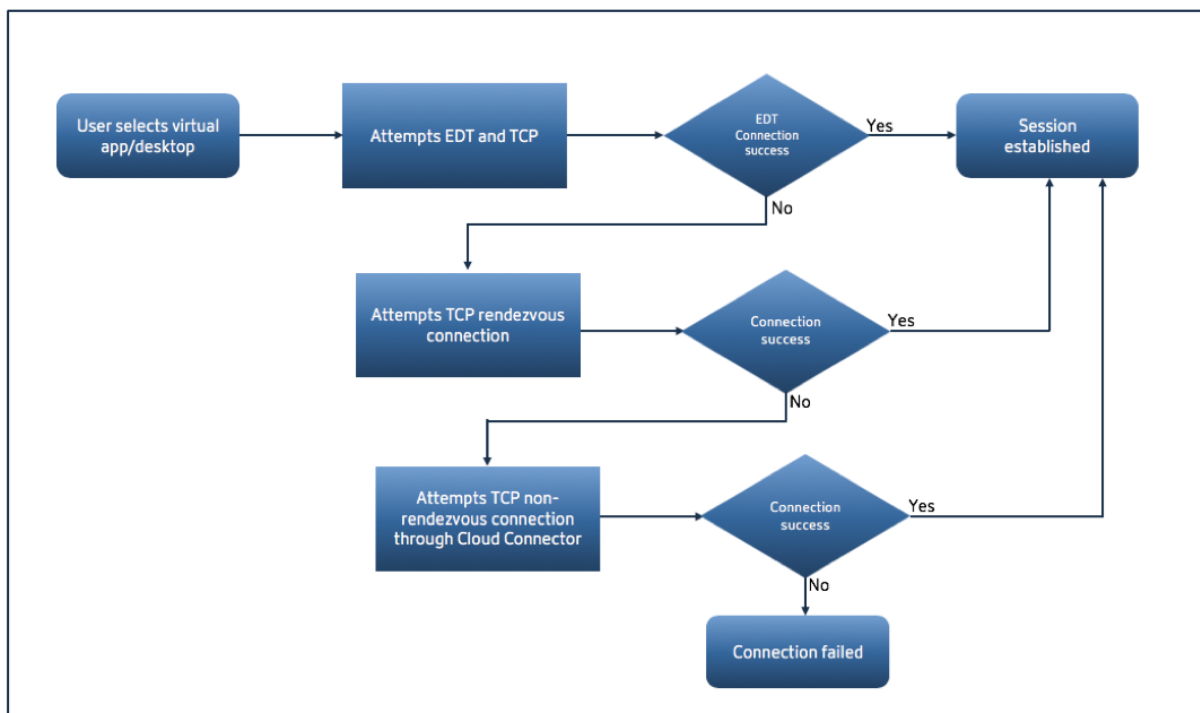 User selects virtual
app/desktop
Attempts EDT and TCP
EDT
Connection
success
Yes
Session
established
No
Attempts TCP rendezvous
connection
Connection
success
Yes
No
Attempts TCP non-
rendezvous connection
through Cloud Connector
Connection
success
Yes
No
Connection failed